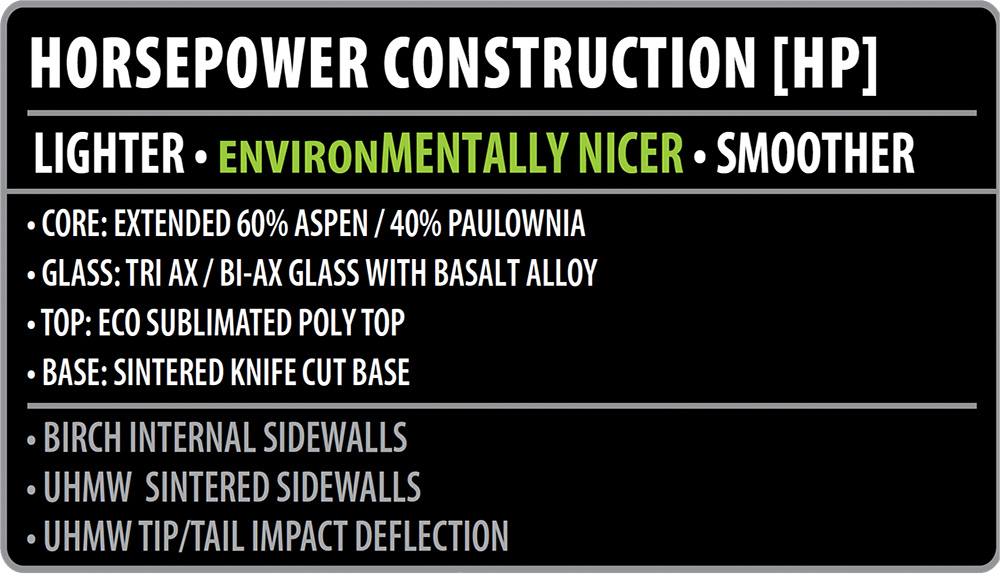 HORSEPOWER CONSTRUCTION [HP]
LIGHTER • ENVIRONMENTALLY NICER • SMOOTHER
• CORE: EXTENDED 60% ASPEN / 40% PAULOWNIA
• GLASS: TRI AX / BI-AX GLASS WITH BASALT ALLOY
• TOP: ECO SUBLIMATED POLY TOP
• BASE: SINTERED KNIFE CUT BASE
• BIRCH INTERNAL SIDEWALLS
• UHMW SINTERED SIDEWALLS
• UHMW TIP/TAIL IMPACT DEFLECTION